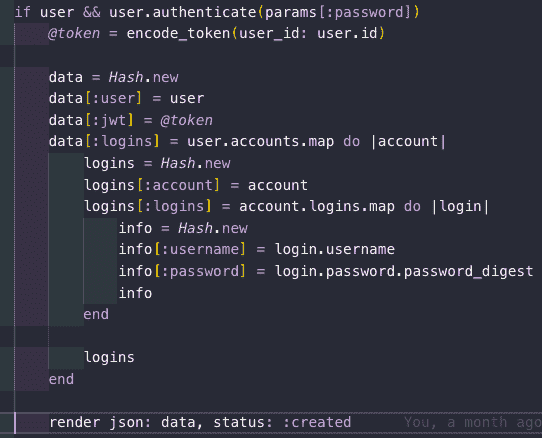 if user && user.authenticate(params[:password])
    @token = encode_token(user_id: user.id)

    data = Hash.new
    data[:user] = user
    data[:jwt] = @token
    data[:logins] = user.accounts.map do |account|
        logins = Hash.new
        logins[:account] = account
        logins[:logins] = account.logins.map do |login|
            info = Hash.new
            info[:username] = login.username
            info[:password] = login.password.password_digest
            info
        end

        logins
    end

    render json: data, status: :created     You, a month ago